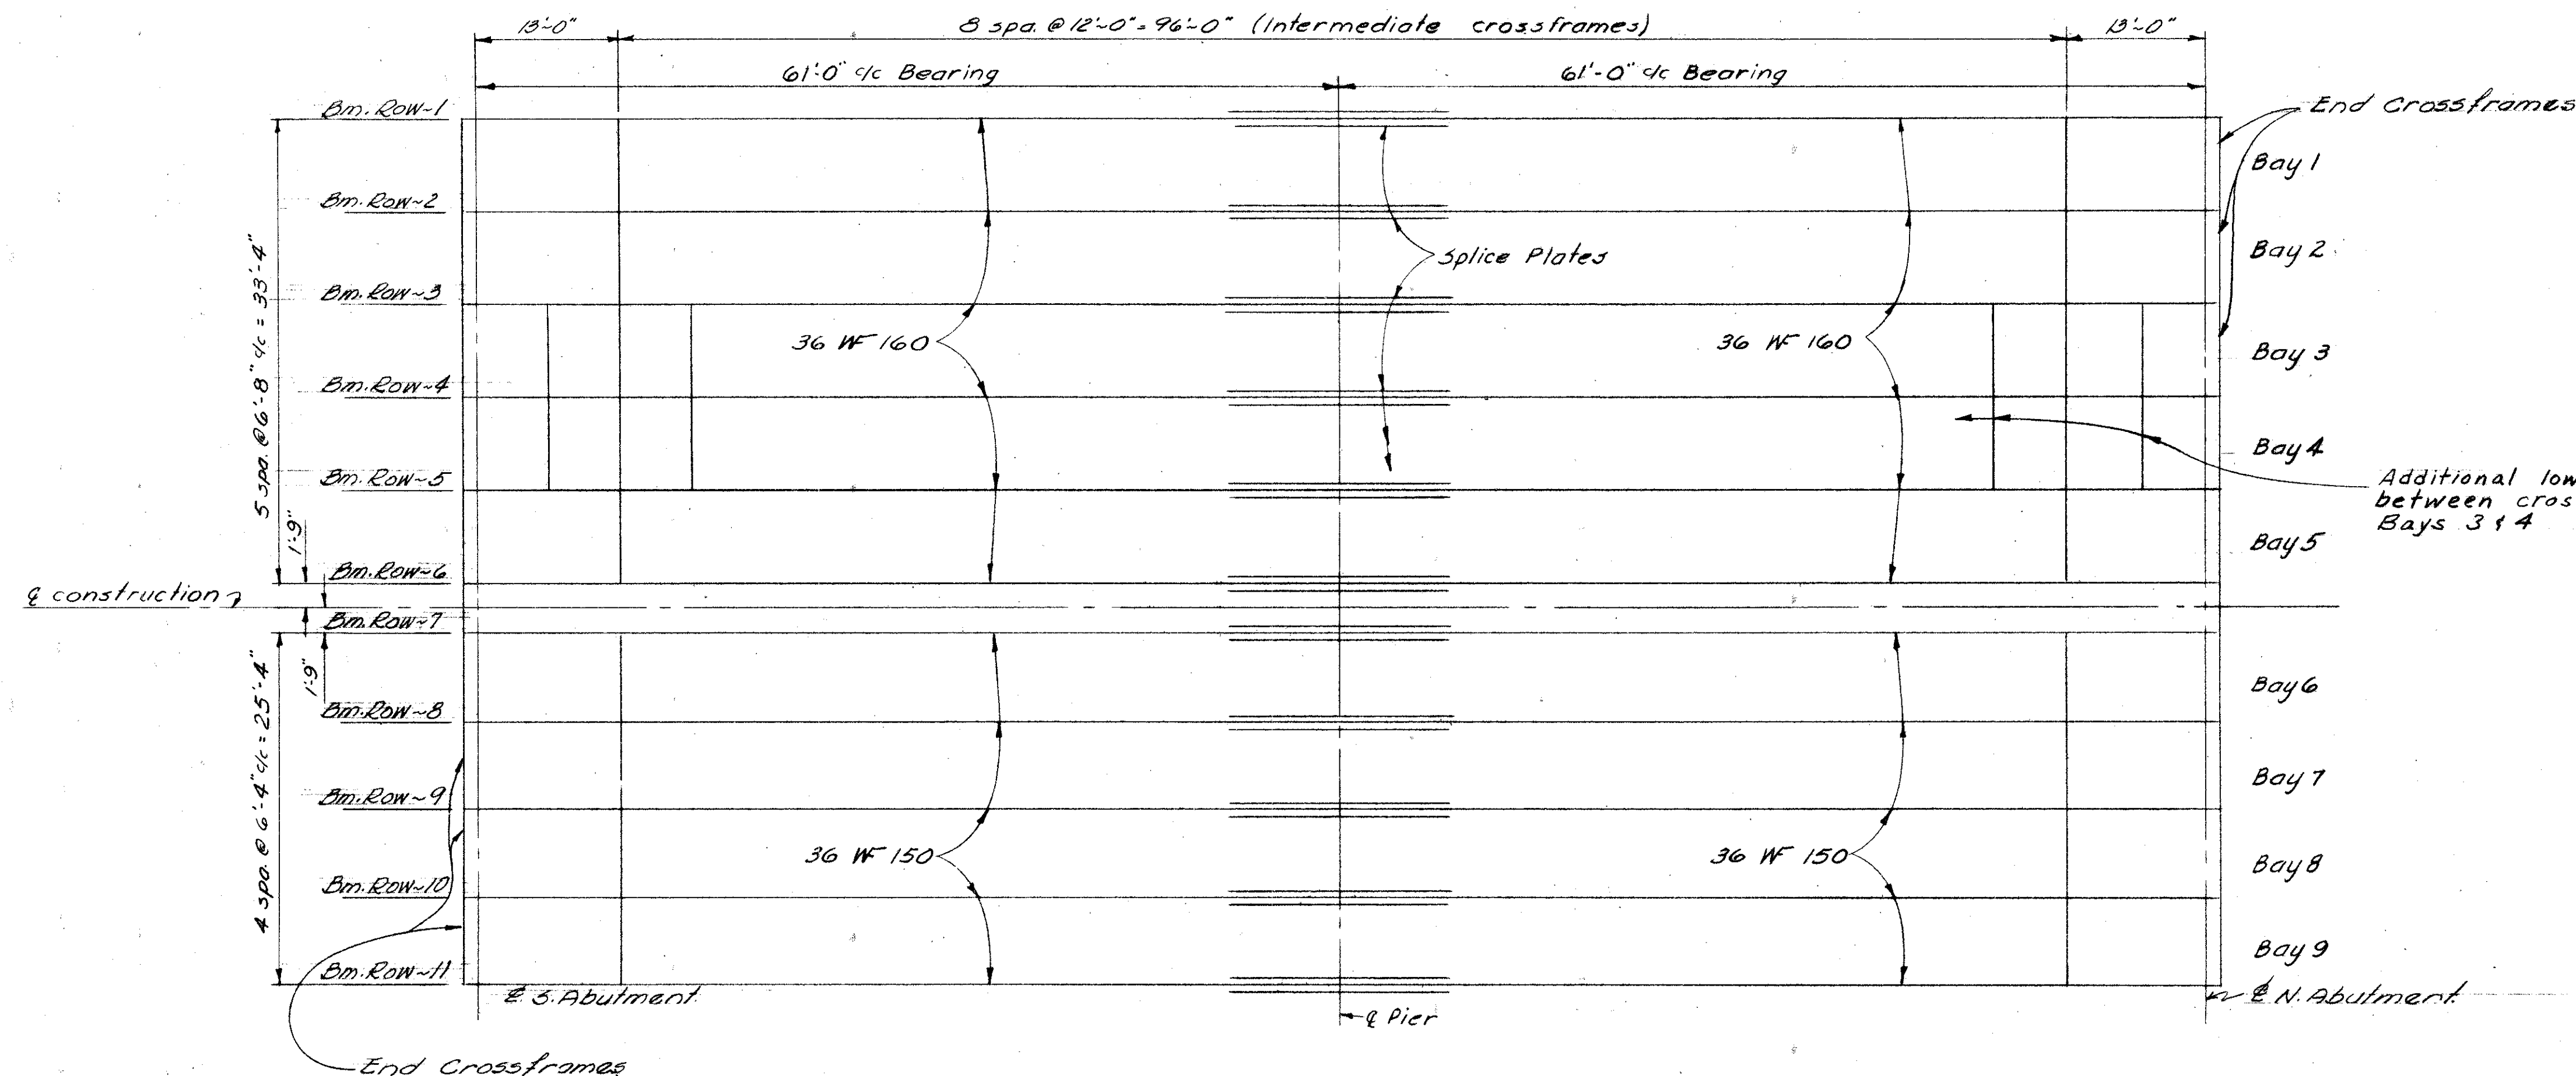 13'-0"
8 spa. @ 12'-0" = 96'-0" (Intermediate crossframes)
13'-0"
61'-0" c/c Bearing
61'-0" c/c Bearing
Bm. Row-1
End Crossframes
Bay 1
Bm. Row-2
Bay 2
Splice Plates
Bm. Row-3
36 WF 160
36 WF 160
Bay 3
Bm. Row-4
5 spa. @ 6'-8" c/c = 33'-4"
Bay 4
Bm. Row-5
Additional low
between cros
Bays 3 & 4
1'-9"
Bay 5
Bm. Row-6
℄ construction
Bm. Row-7
1'-9"
Bay 6
Bm. Row-8
4 spa. @ 6'-4" c/c = 25'-4"
Bay 7
Bm. Row-9
36 WF 150
36 WF 150
Bay 8
Bm. Row-10
Bay 9
Bm. Row-11
℄ S. Abutment
℄ N. Abutment
℄ Pier
End Crossframes